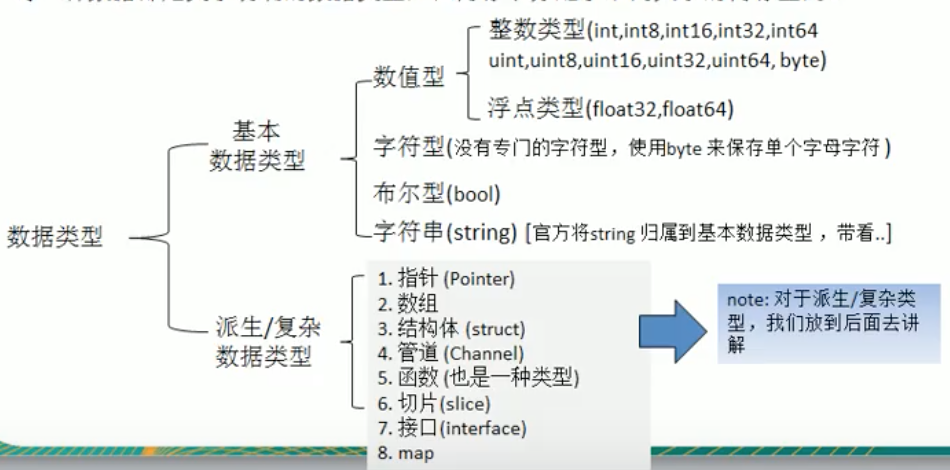 整数类型(int,int8,int16,int32,int64
uint,uint8,uint16,uint32,uint64, byte)
数值型
浮点类型(float32,float64)
基本
数据类型
字符型(没有专门的字符型，使用byte 来保存单个字母字符)
布尔型(bool)
字符串(string) [官方将string 归属到基本数据类型 ，带看..]
数据类型
派生/复杂
数据类型
1. 指针 (Pointer)
2. 数组
3. 结构体 (struct)
4. 管道 (Channel)
5. 函数 (也是一种类型)
6. 切片(slice)
7. 接口(interface)
8. map
note: 对于派生/复杂类
型，我们放到后面去讲
解